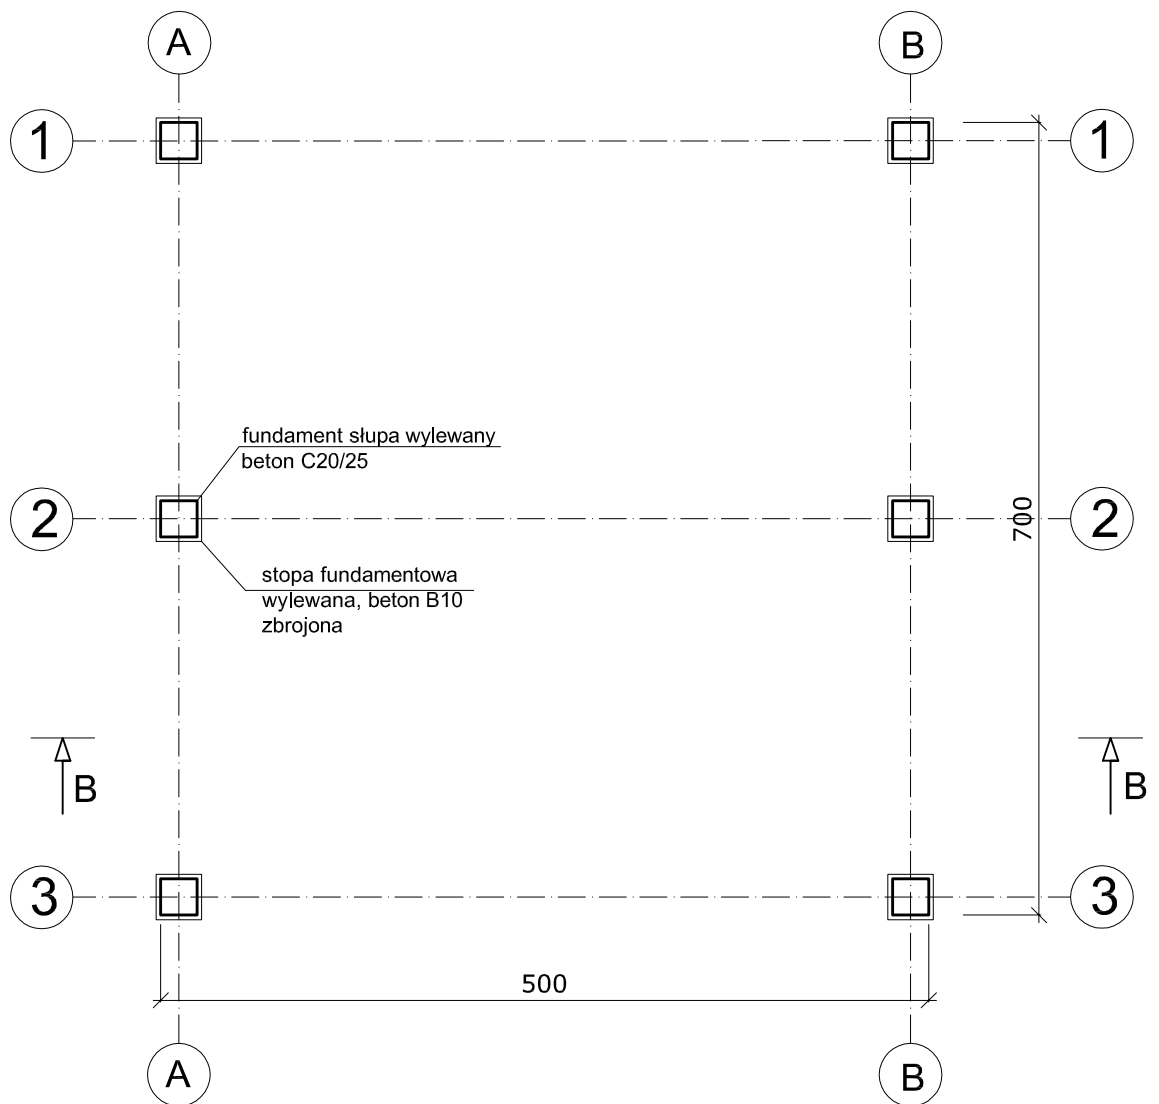 A
B
1
1
fundament słupa wylewany
beton C20/25
2
2
700
stopa fundamentowa
wylewana, beton B10
zbrojona
B
B
3
3
500
A
B